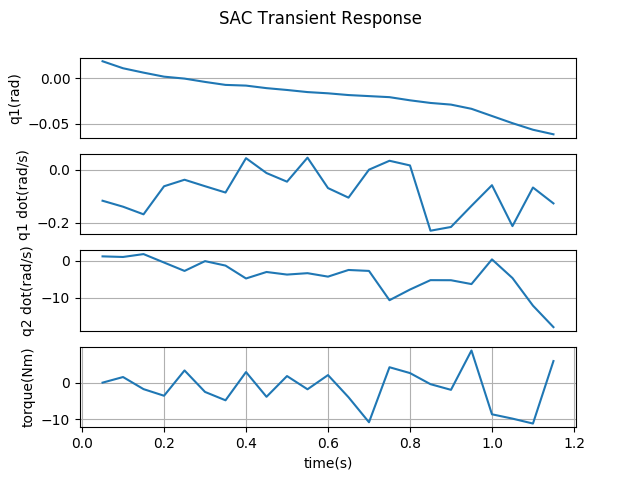 SAC Transient Response
q1(rad)
0.00
−0.05
q1 dot(rad/s)
0.0
−0.2
q2 dot(rad/s)
0
−10
torque(Nm)
0
−10
0.0 0.2 0.4 0.6 0.8 1.0 1.2
time(s)